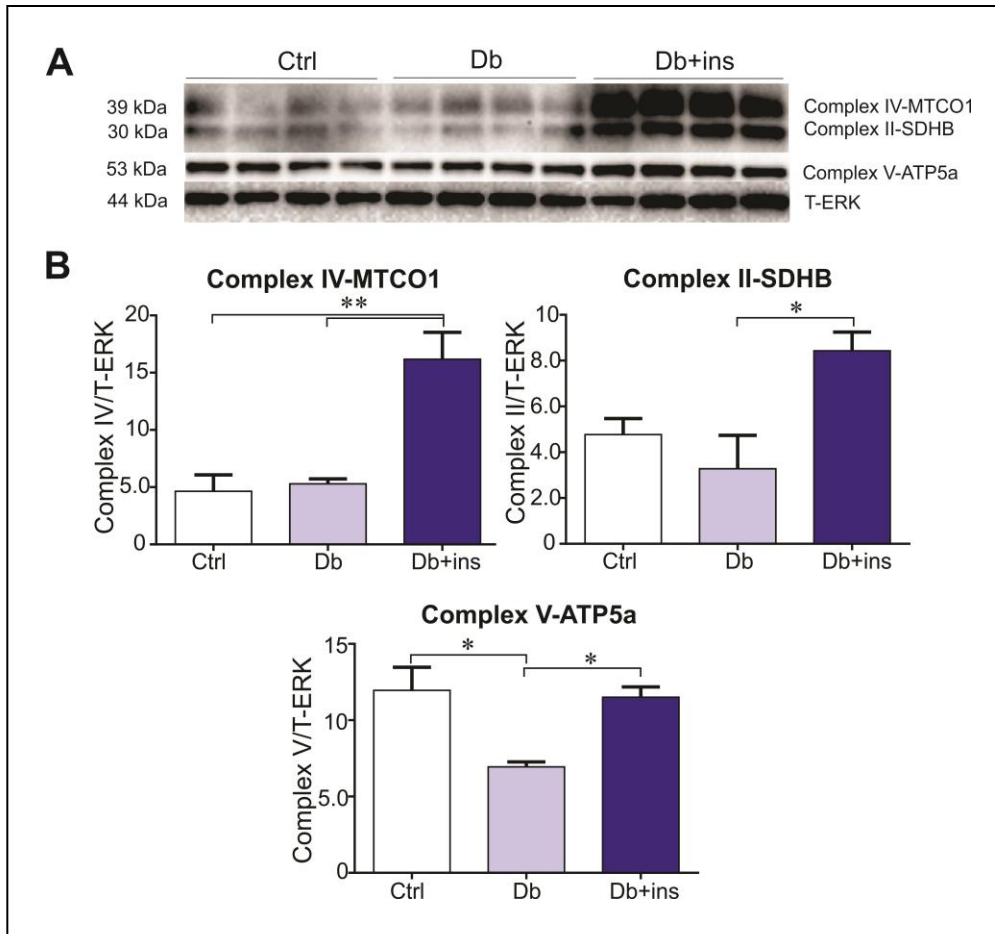 A
Ctrl Db Db+ins
39 kDa Complex IV-MTCO1
30 kDa Complex II-SDHB
53 kDa Complex V-ATP5a
44 kDa T-ERK
B
Complex IV-MTCO1
Complex IV/T-ERK
20
15
10
5.0
0
**
Ctrl Db Db+ins
Complex II-SDHB
Complex II/T-ERK
10
8.0
6.0
4.0
2.0
0
*
Ctrl Db Db+ins
Complex V-ATP5a
Complex V/T-ERK
15
10
5.0
0
* *
Ctrl Db Db+ins